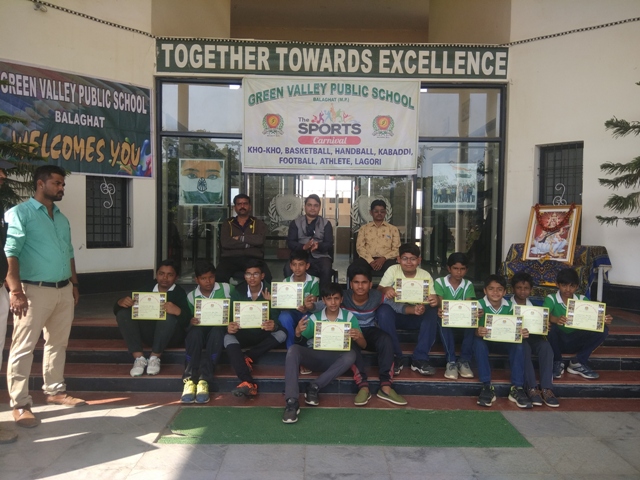 TOGETHER TOWARDS EXCELLENCE
GREEN VALLEY PUBLIC SCHOOL
BALAGHAT
WELCOMES YOU
GREEN VALLEY PUBLIC SCHOOL
BALAGHAT (M.P.)
The
SPORTS
Carnival
KHO-KHO, BASKETBALL, HANDBALL, KABADDI,
FOOTBALL, ATHLETE, LAGORI